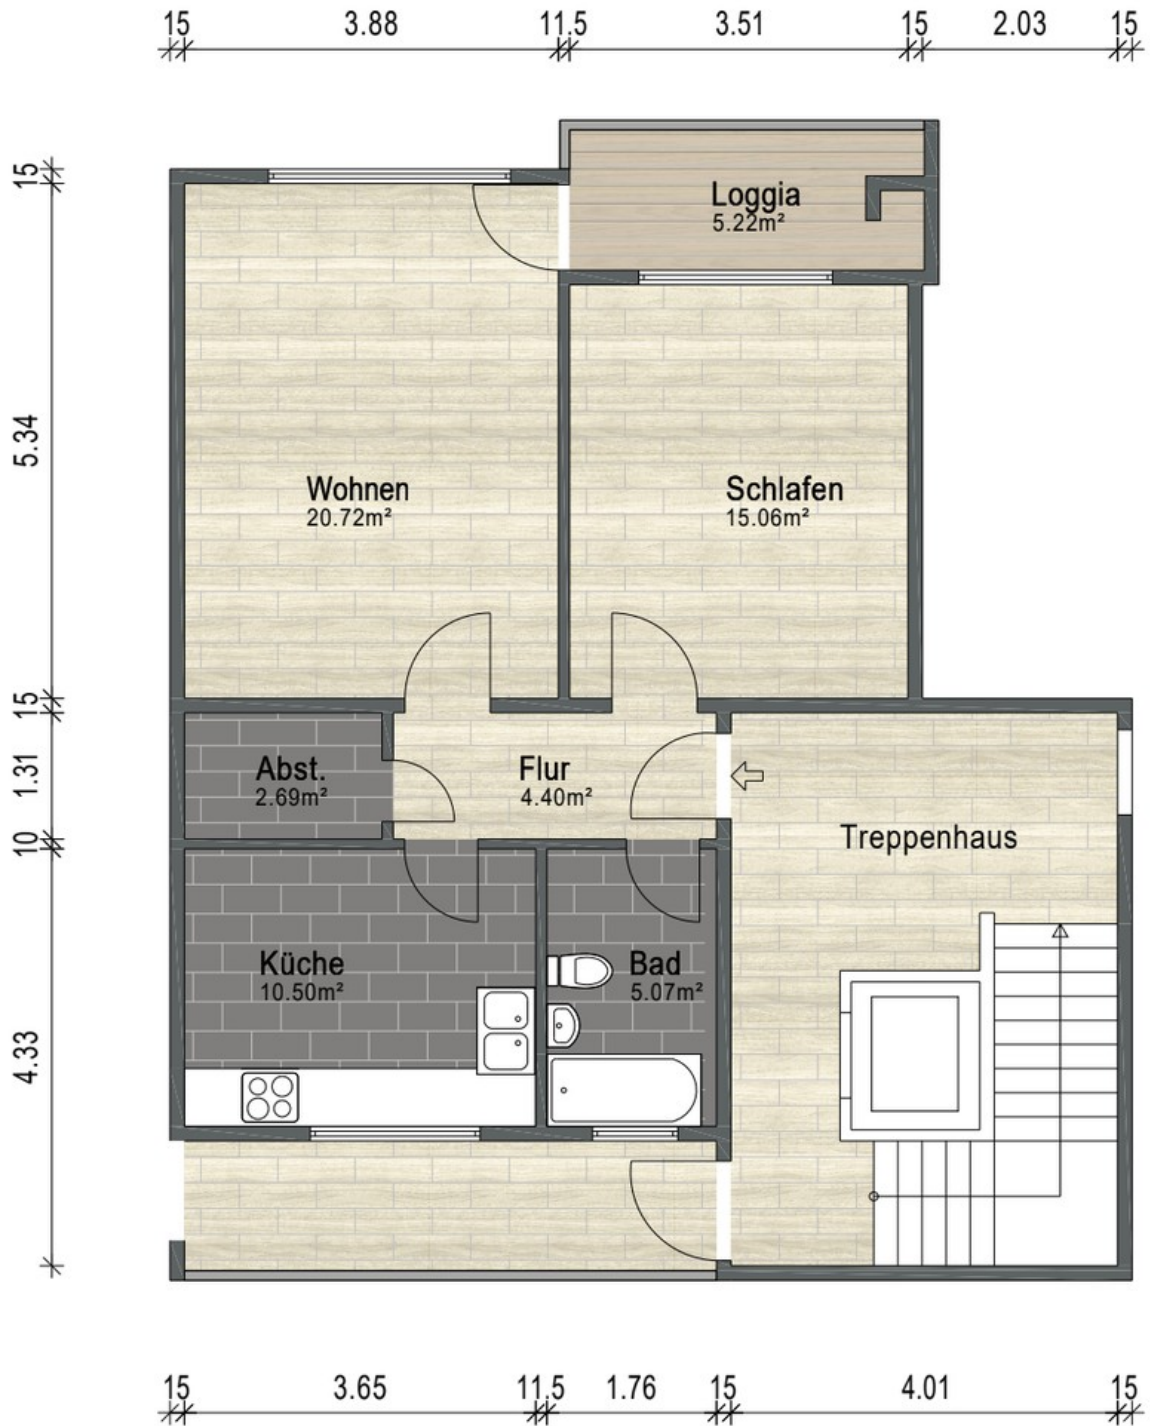 15 3.88 11.5 3.51 15 2.03 15
15
5.34
15
1.31
10
4.33
Loggia
5.22m²
Wohnen
20.72m²
Schlafen
15.06m²
Abst.
2.69m²
Flur
4.40m²
Treppenhaus
Küche
10.50m²
Bad
5.07m²
15 3.65 11.5 1.76 15 4.01 15